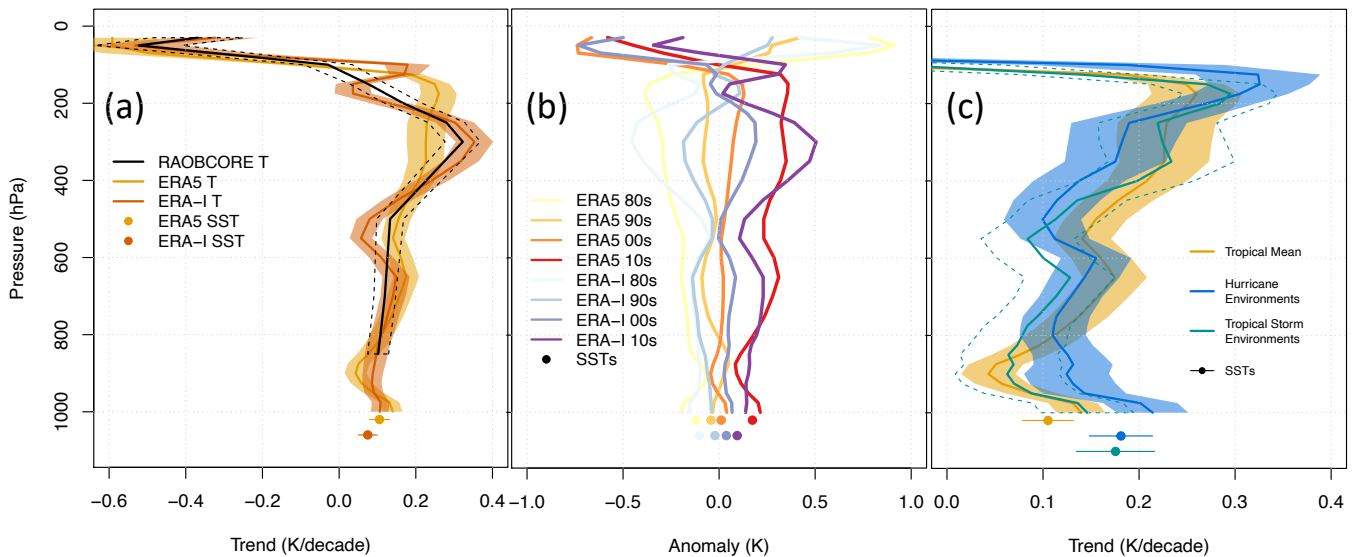 (a)
(b)
(c)
Pressure (hPa)
0
200
400
600
800
1000
RAOBCORE T
ERA5 T
ERA−I T
ERA5 SST
ERA−I SST
−0.6
−0.4
−0.2
0.0
0.2
0.4
Trend (K/decade)
ERA5 80s
ERA5 90s
ERA5 00s
ERA5 10s
ERA−I 80s
ERA−I 90s
ERA−I 00s
ERA−I 10s
SSTs
−1.0
−0.5
0.0
0.5
1.0
Anomaly (K)
Tropical Mean
Hurricane
Environments
Tropical Storm
Environments
SSTs
0.0
0.1
0.2
0.3
0.4
Trend (K/decade)